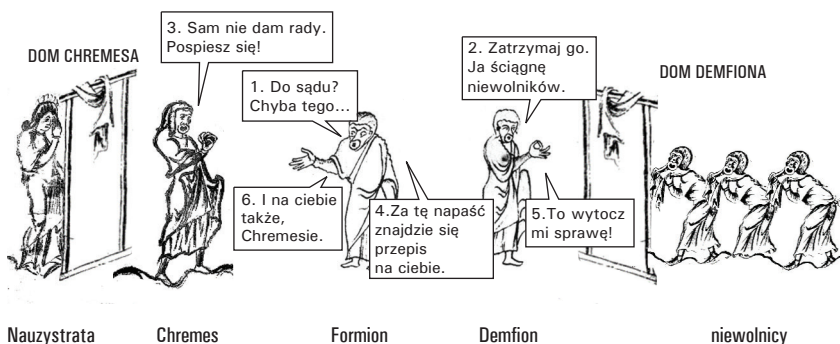 DOM CHREMESA
3. Sam nie dam rady.
Pospiesz się!
1. Do sądu?
Chyba tego...
2. Zatrzymaj go.
Ja ściągnę
niewolników.
DOM DEMFIONA
6. I na ciebie
także,
Chremesie.
4.Za tę napaść
znajdzie się
przepis
na ciebie.
5.To wytocz
mi sprawę!
Nauzystrata
Chremes
Formion
Demfion
niewolnicy